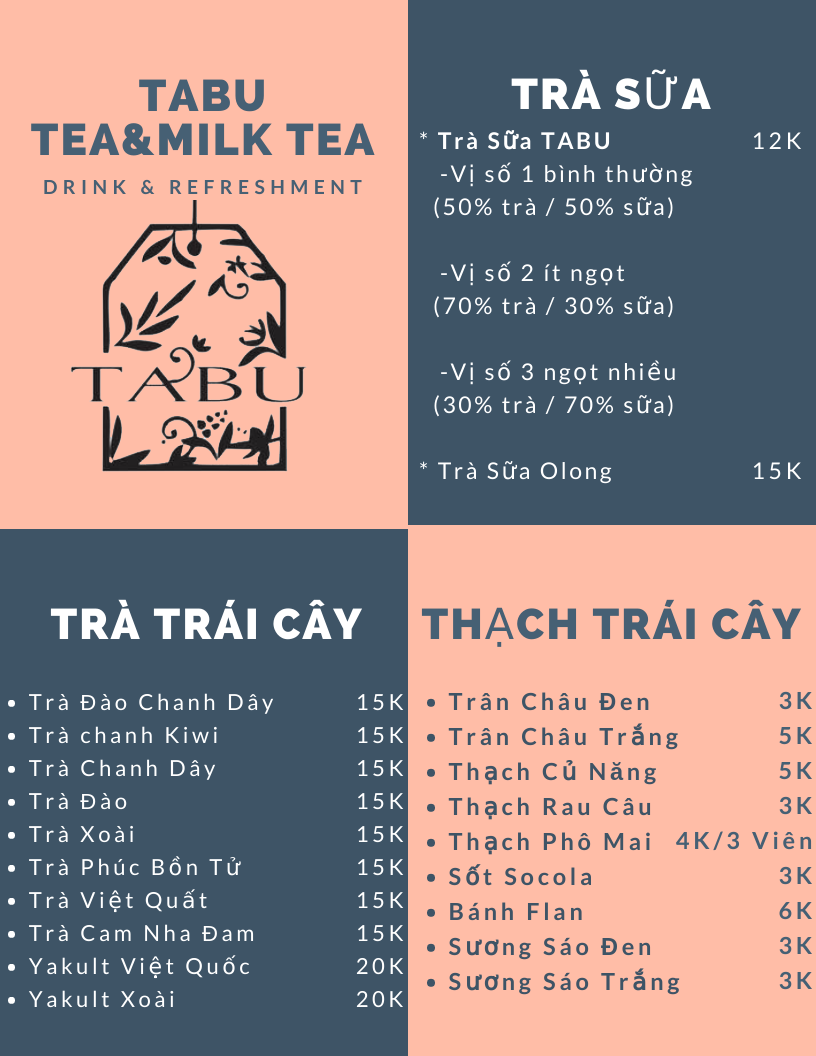 TABU
TEA&MILK TEA
DRINK & REFRESHMENT
TABU
TRÀ SỮA
* Trà Sữa TABU 12K
-Vị số 1 bình thường
(50% trà / 50% sữa)
-Vị số 2 ít ngọt
(70% trà / 30% sữa)
-Vị số 3 ngọt nhiều
(30% trà / 70% sữa)
* Trà Sữa Olong 15K
TRÀ TRÁI CÂY
• Trà Đào Chanh Dây 15K
• Trà chanh Kiwi 15K
• Trà Chanh Dây 15K
• Trà Đào 15K
• Trà Xoài 15K
• Trà Phúc Bồn Tử 15K
• Trà Việt Quất 15K
• Trà Cam Nha Đam 15K
• Yakult Việt Quốc 20K
• Yakult Xoài 20K
THẠCH TRÁI CÂY
• Trân Châu Đen 3K
• Trân Châu Trắng 5K
• Thạch Củ Năng 5K
• Thạch Rau Câu 3K
• Thạch Phô Mai 4K/3 Viên
• Sốt Socola 3K
• Bánh Flan 6K
• Sương Sáo Đen 3K
• Sương Sáo Trắng 3K